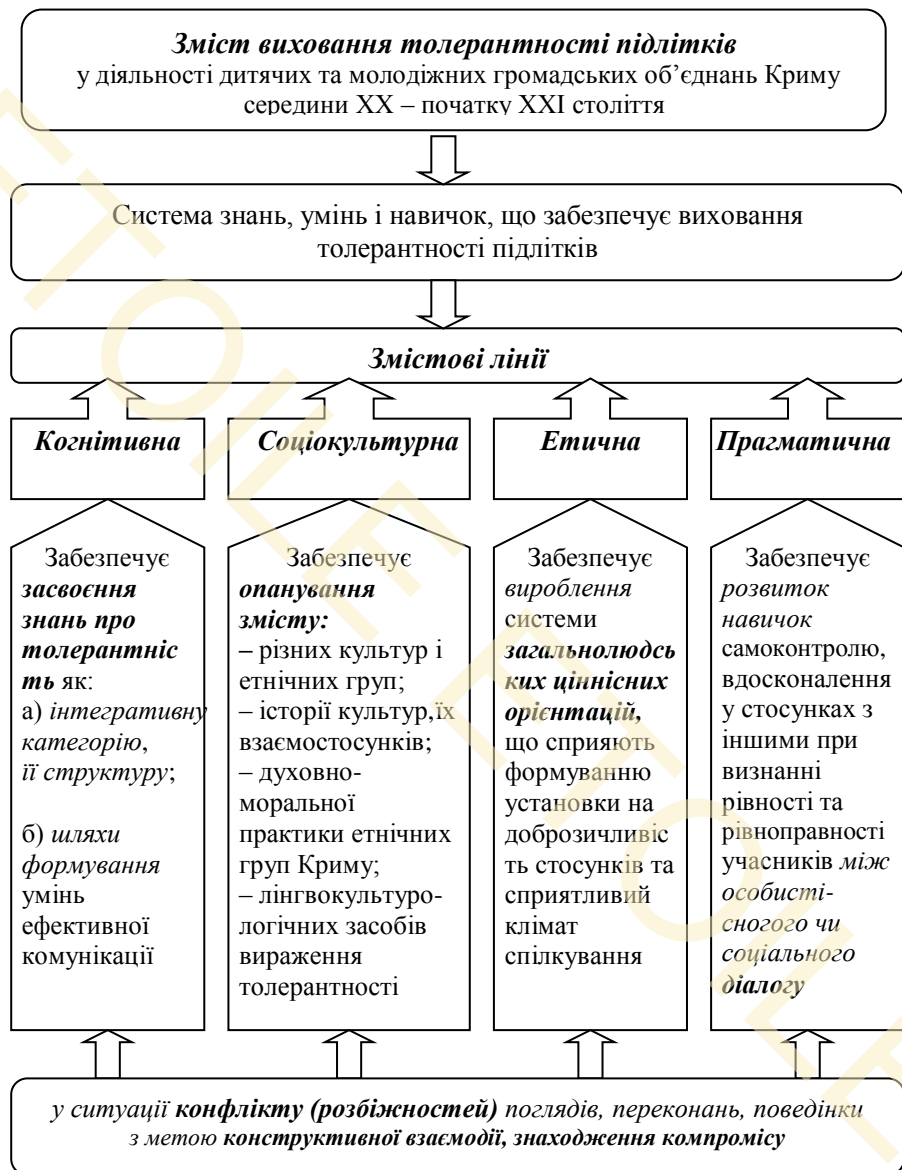 Зміст виховання толерантності підлітків
у діяльності дитячих та молодіжних громадських об’єднань Криму
середини ХХ – початку ХХІ століття
Система знань, умінь і навичок, що забезпечує виховання
толерантності підлітків
Змістові лінії
Когнітивна
Соціокультурна
Етична
Прагматична
Забезпечує
засвоєння
знань про
толерантніс
ть як:
а) інтегративну
категорію,
її структуру;
б) шляхи
формування
умінь
ефективної
комунікації
Забезпечує
опанування
змісту:
– різних культур і
етнічних груп;
– історії культур,їх
взаємостосунків;
– духовно-
моральної
практики етнічних
груп Криму;
– лінгвокультуро-
логічних засобів
вираження
толерантності
Забезпечує
вироблення
системи
загальнолюдсь
ких ціннісних
орієнтацій,
що сприяють
формуванню
установки на
доброзичливіс
ть стосунків та
сприятливий
клімат
спілкування
Забезпечує
розвиток
навичок
самоконтролю,
вдосконалення
у стосунках з
іншими при
визнанні
рівності та
рівноправності
учасників між
особисті-
сногого чи
соціального
діалогу
у ситуації конфлікту (розбіжностей) поглядів, переконань, поведінки
з метою конструктивної взаємодії, знаходження компромісу
ETOILE ETOILE